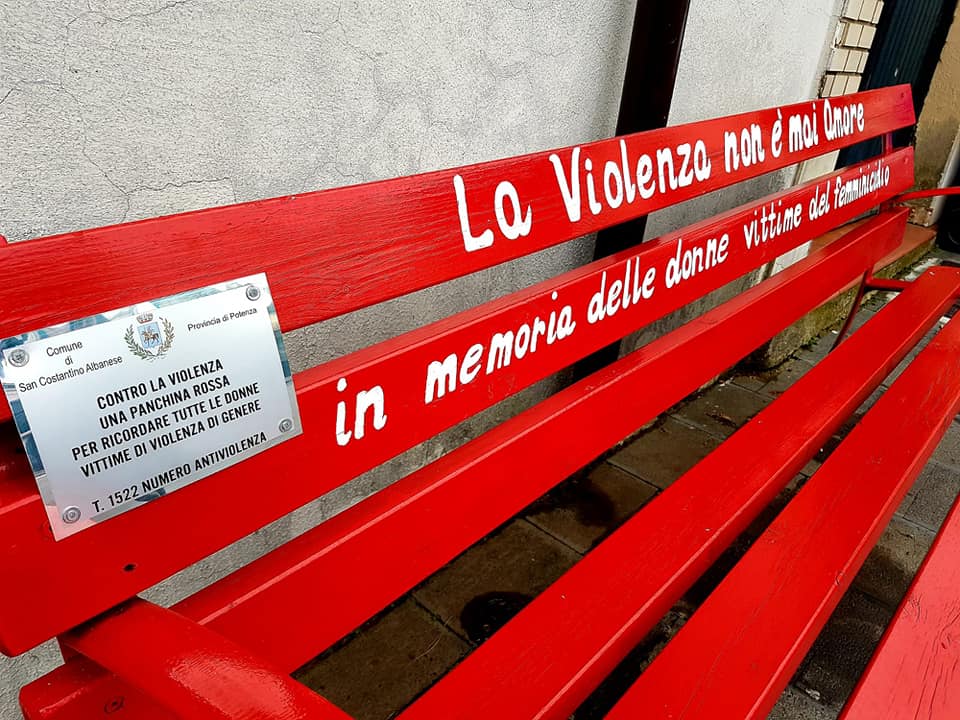 La Violenza non è mai Amore
in memoria delle donne vittime del femminicidio
Comune
di
San Costantino Albanese
Provincia di Potenza
CONTRO LA VIOLENZA
UNA PANCHINA ROSSA
PER RICORDARE TUTTE LE DONNE
VITTIME DI VIOLENZA DI GENERE
T. 1522 NUMERO ANTIVIOLENZA